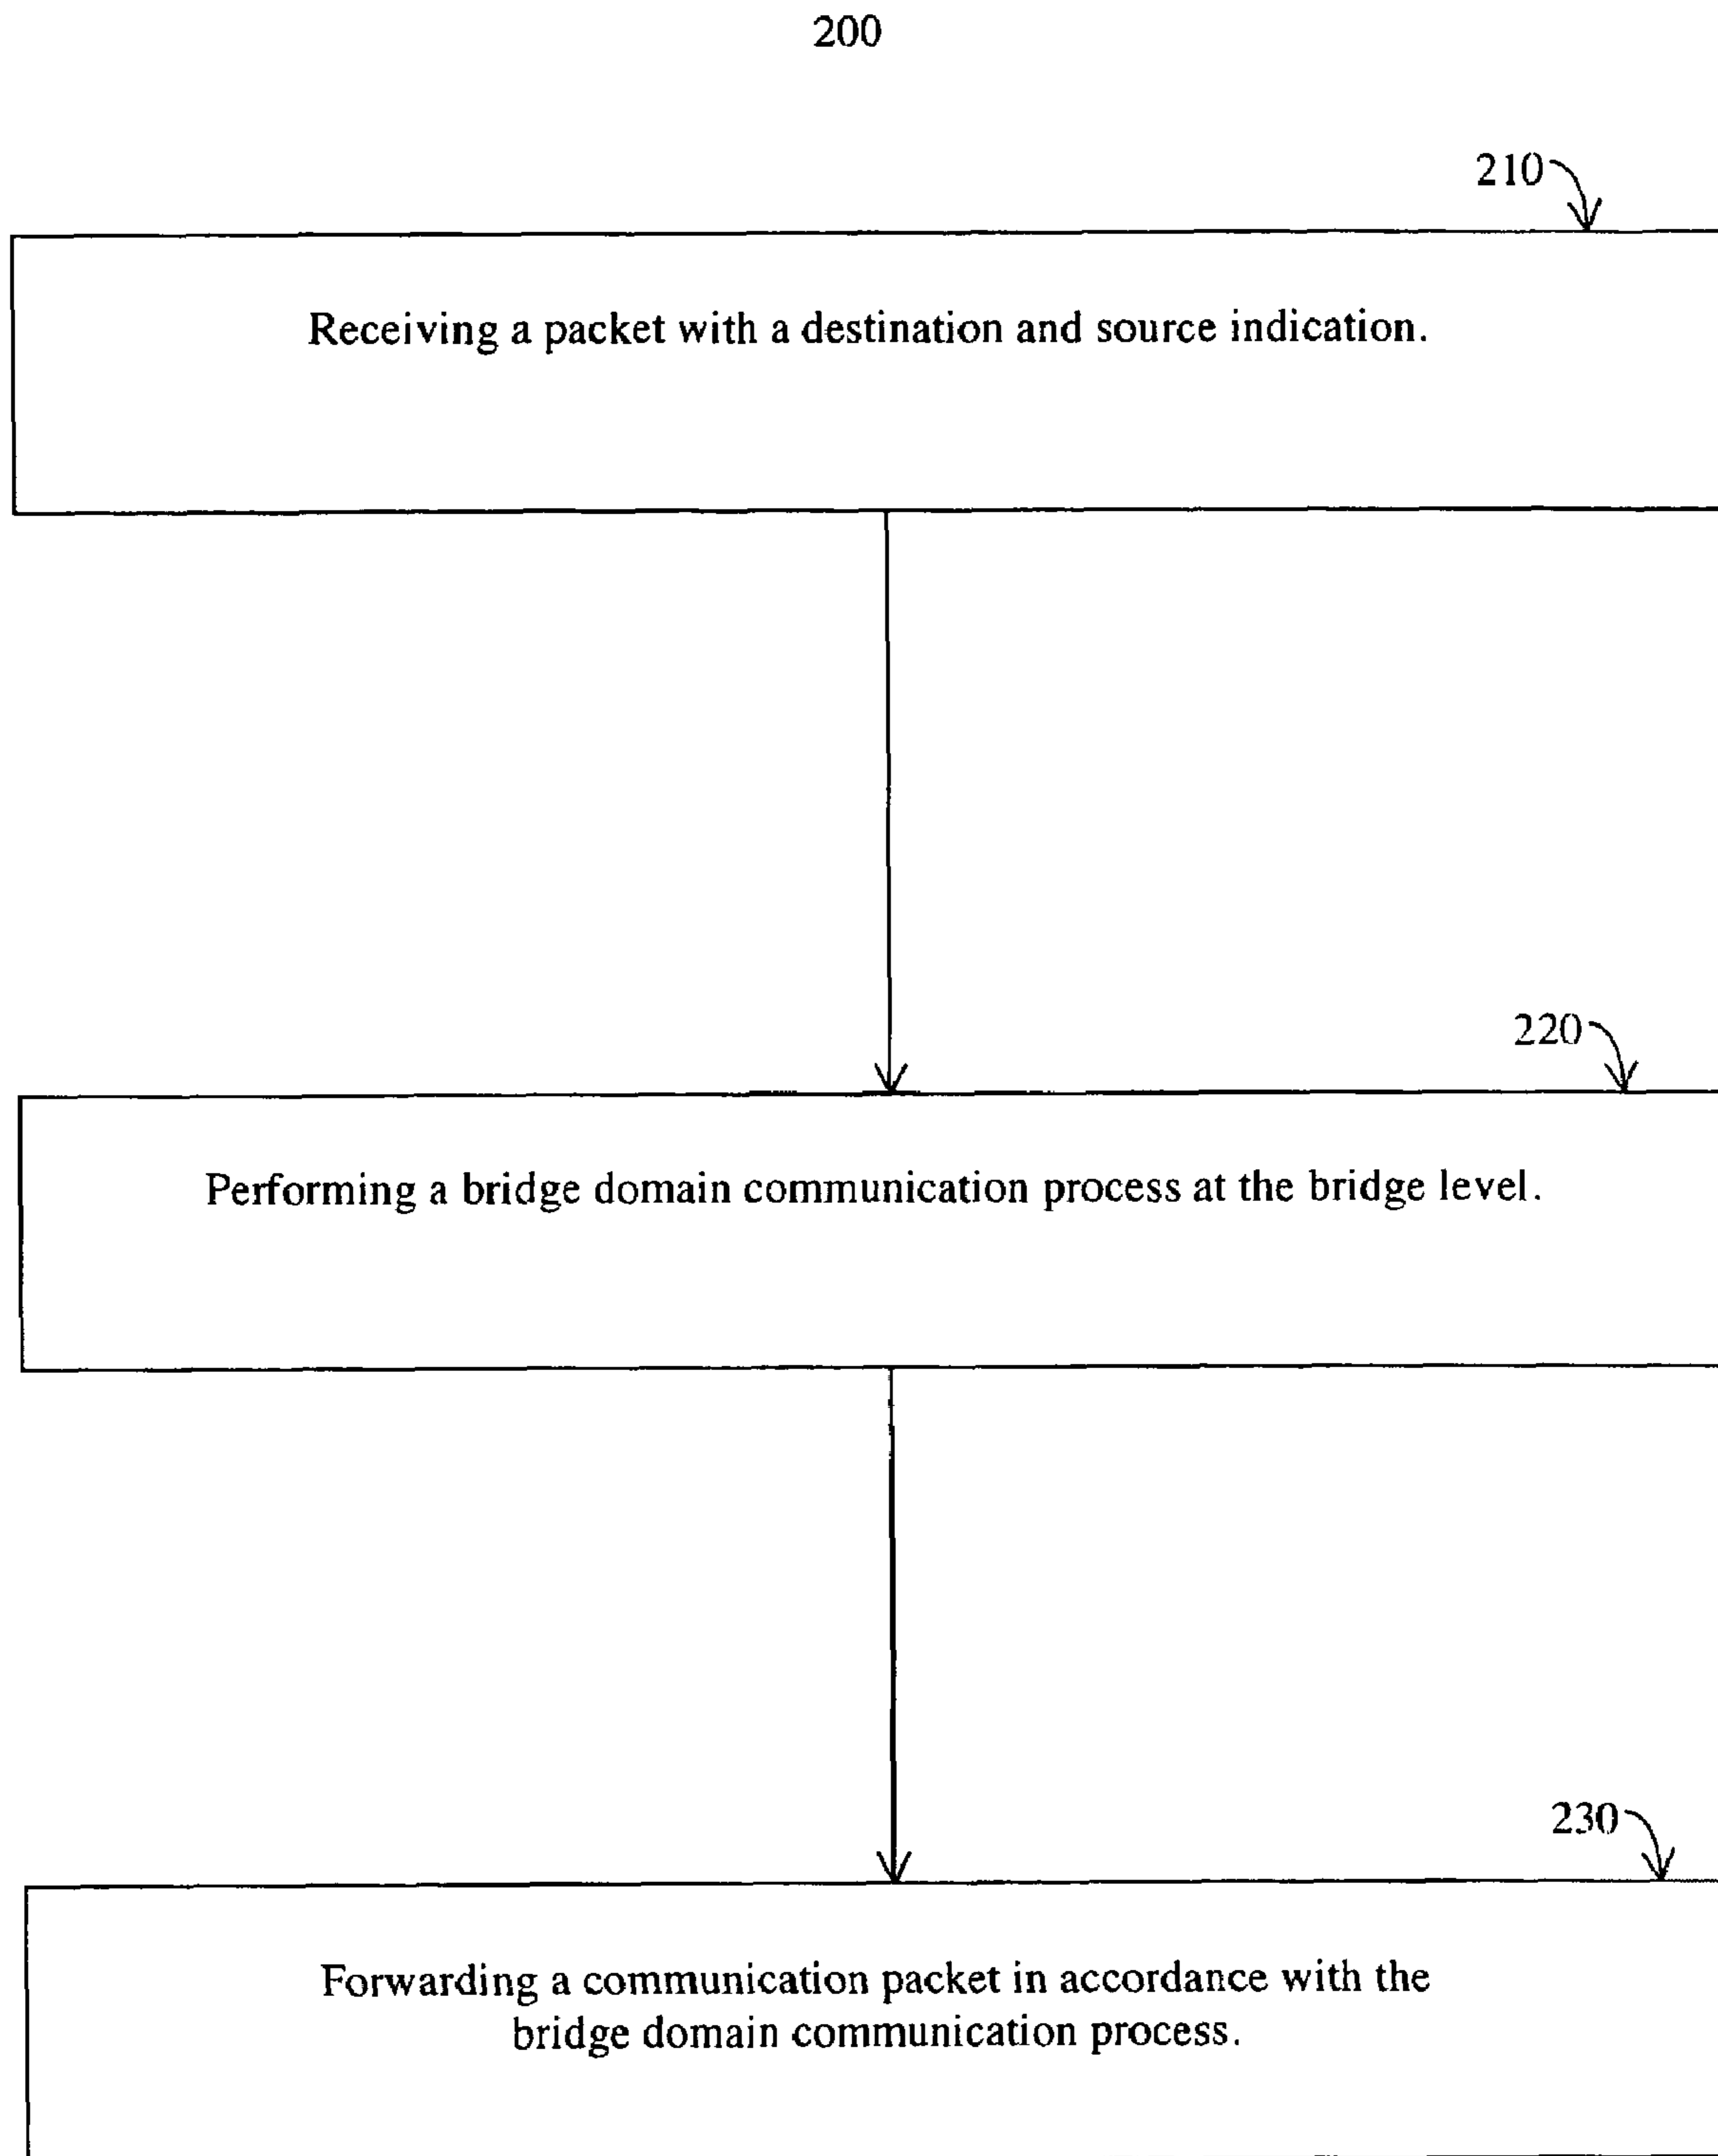 200
210
Receiving a packet with a destination and source indication.
220
Performing a bridge domain communication process at the bridge level.
230
Forwarding a communication packet in accordance with the
bridge domain communication process.